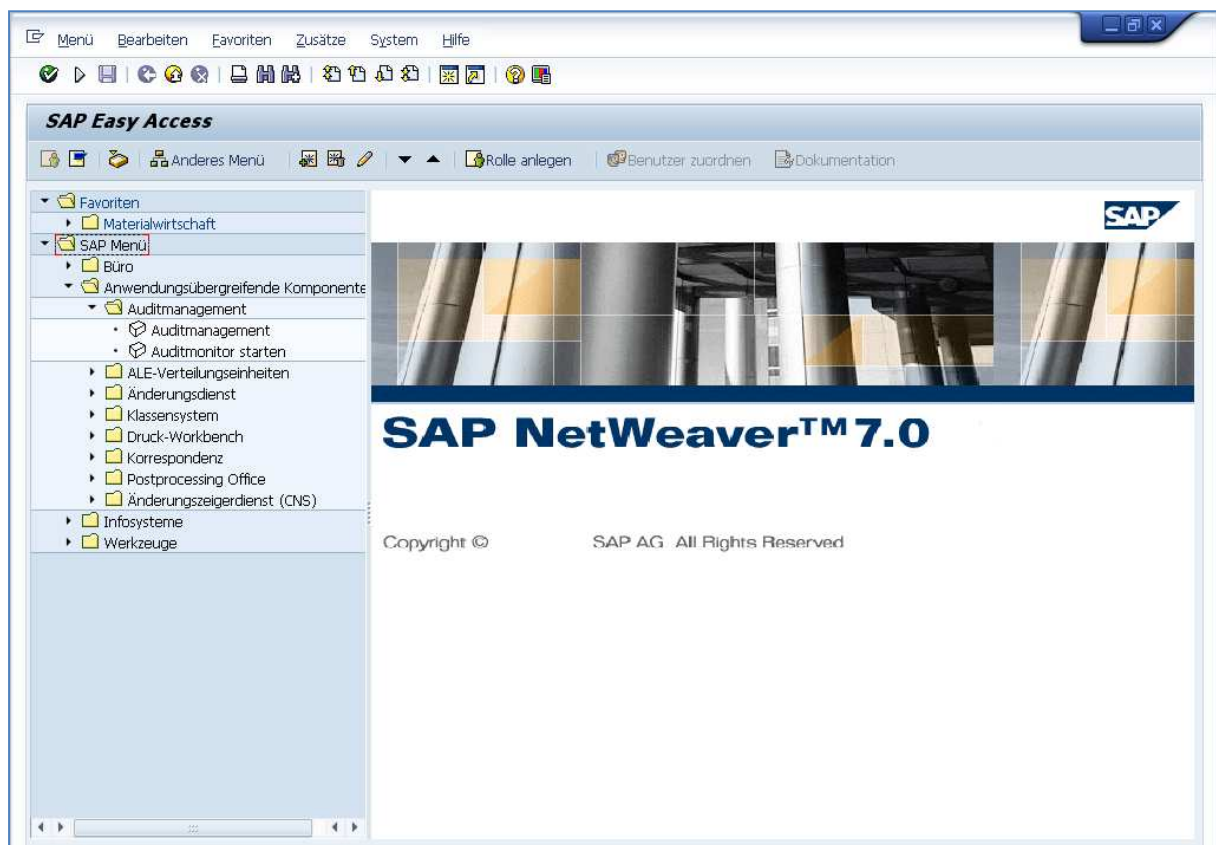 Menü Bearbeiten Favoriten Zusätze System Hilfe
SAP Easy Access
Anderes Menü Rolle anlegen Benutzer zuordnen Dokumentation
Favoriten
Materialwirtschaft
SAP Menü
Büro
Anwendungsübergreifende Komponente
Auditmanagement
Auditmanagement
Auditmonitor starten
ALE-Verteilungseinheiten
Änderungsdienst
Klassensystem
Druck-Workbench
Korrespondenz
Postprocessing Office
Änderungszeigerdienst (CNS)
Infosysteme
Werkzeuge
SAP
SAP NetWeaver™ 7.0
Copyright © SAP AG. All Rights Reserved